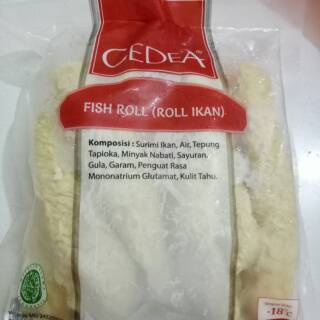 CEDEA
FISH ROLL (ROLL IKAN)
Komposisi : Surimi Ikan, Air, Tepung
Tapioka, Minyak Nabati, Sayuran.
Gula, Garam, Penguat Rasa
Mononatrium Glutamat, Kulit Tahu.
-18°C